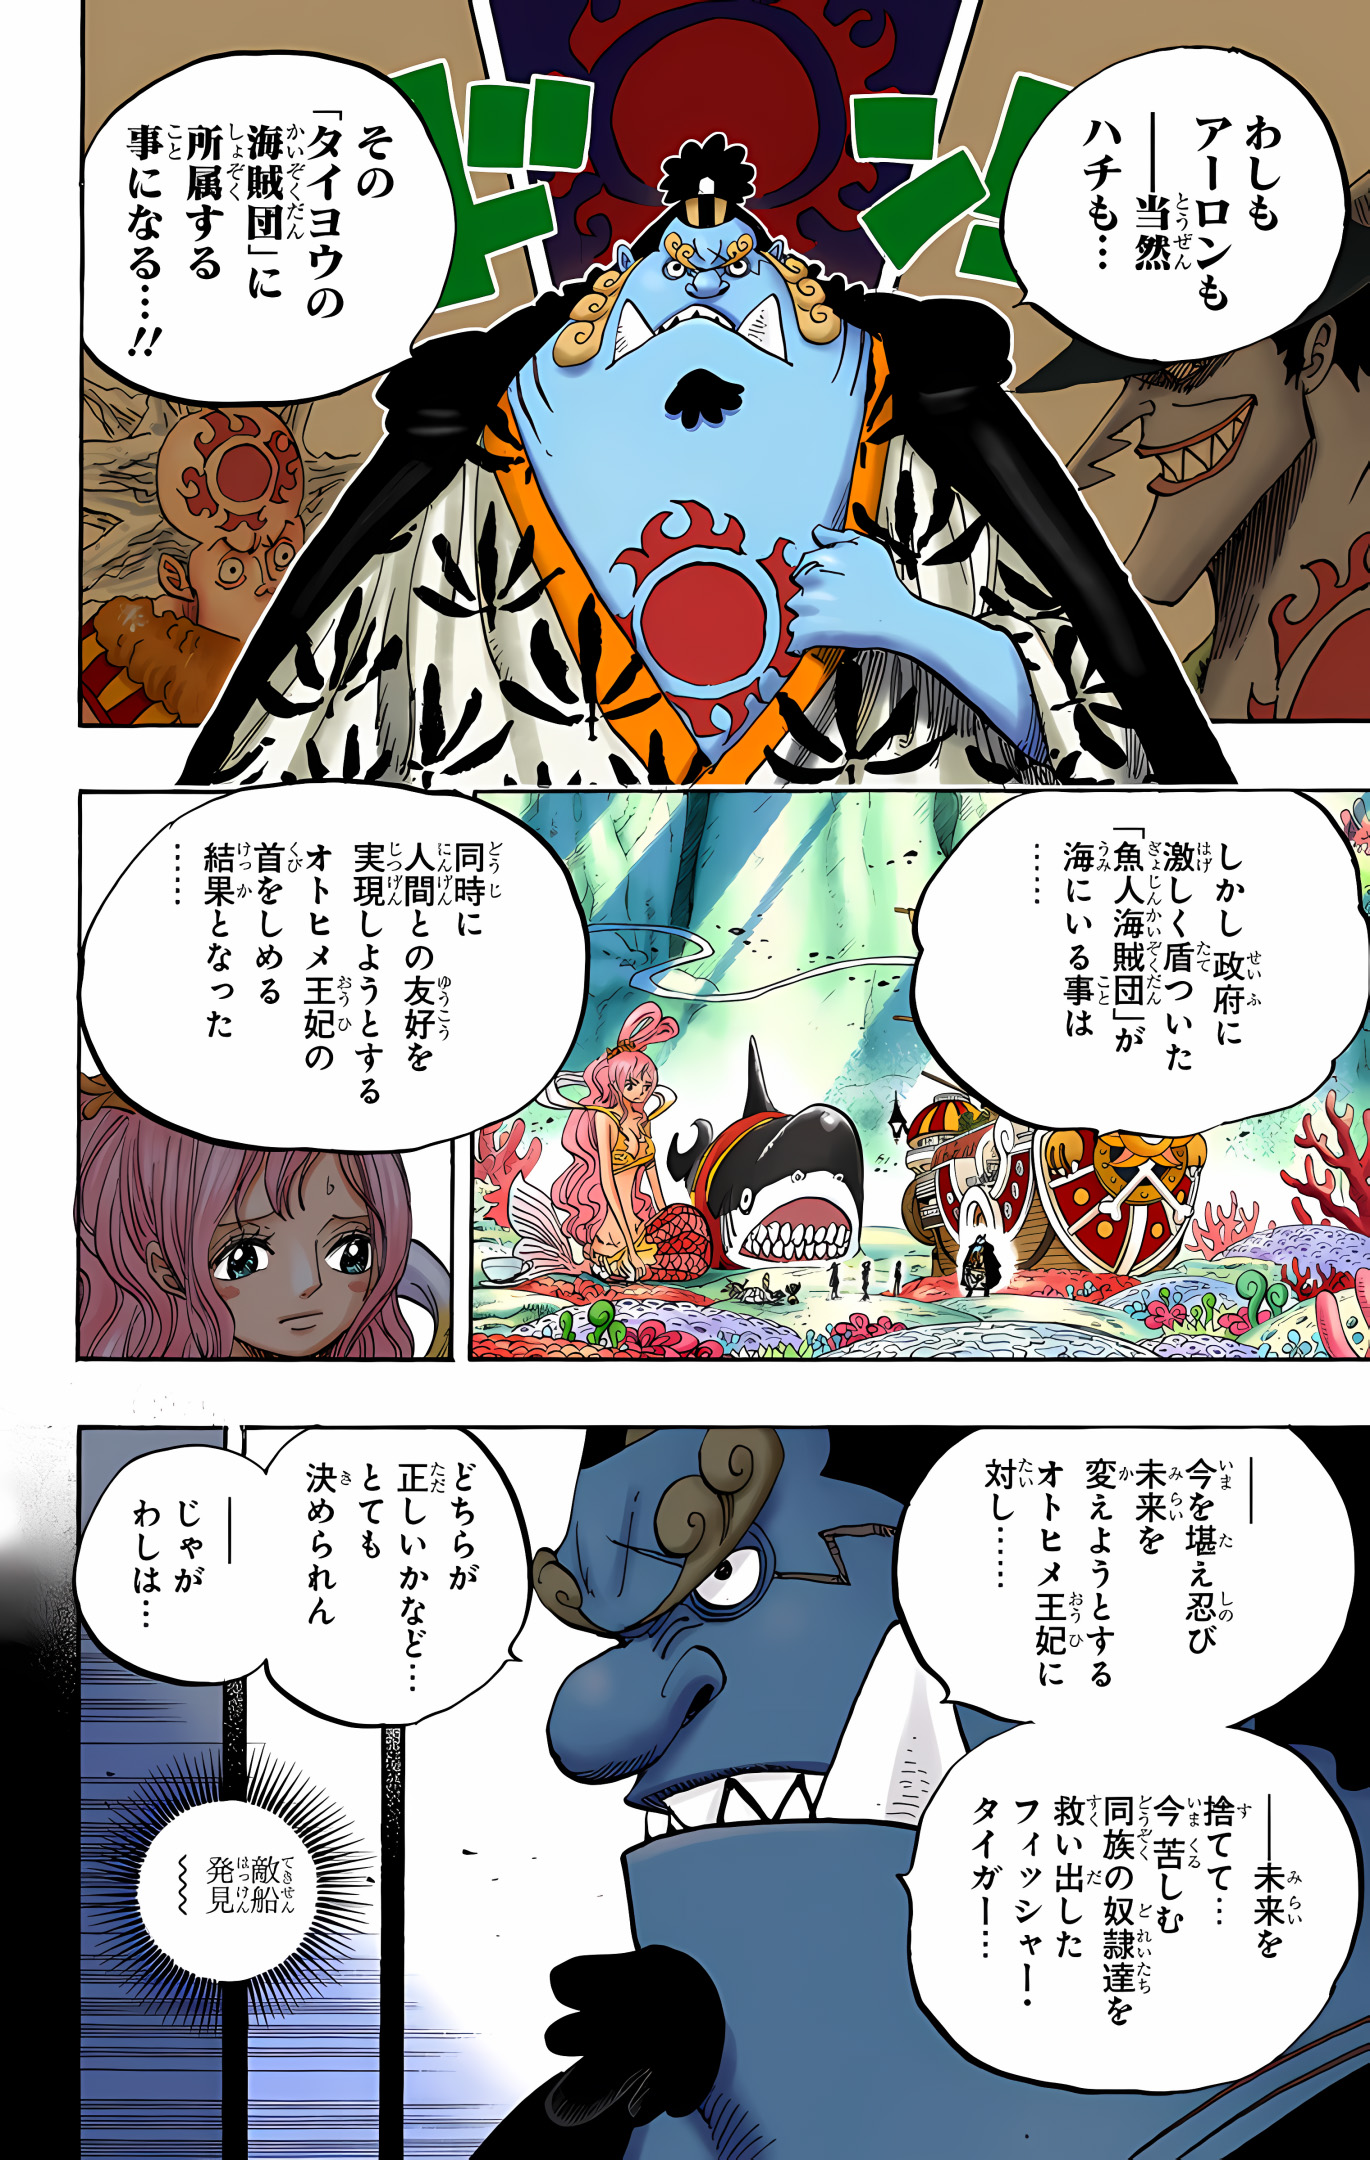 わしも
アーロンも
──当然
ハチも…
ドン
その
「タイヨウの
海賊団」に
所属する
事になる…‼
しかし 政府に
激しく盾ついた
「魚人海賊団」が
海にいる事は
……
同時に
人間との友好を
実現しようとする
オトヒメ王妃の
首をしめる
結果となった
……
──
今を堪え忍び
未来を
変えようとする
オトヒメ王妃に
対し……
──未来を
捨てて…
今 苦しむ
同族の奴隷達を
救い出した
フィッシャー・
タイガー…
どちらが
正しいかなど…
とても
決められん
──
じゃが
わしは…
敵船
発見
〜〜